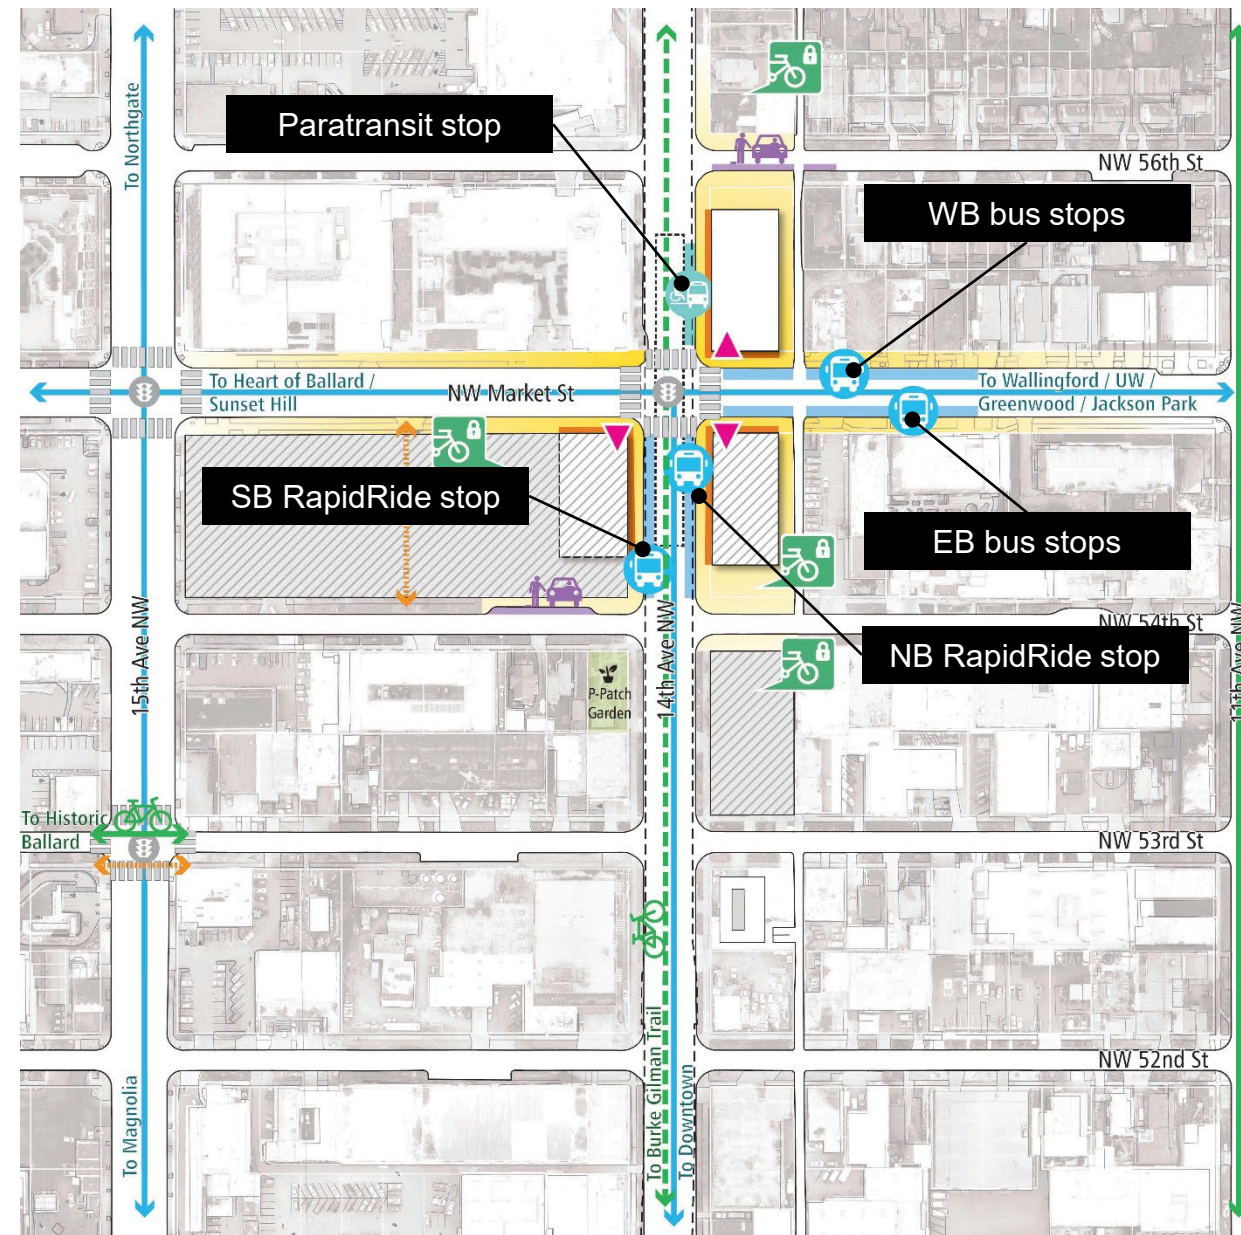 To Northgate
Paratransit stop
NW 56th St
WB bus stops
To Heart of Ballard /
Sunset Hill
NW Market St
To Wallingford / UW /
Greenwood / Jackson Park
SB RapidRide stop
EB bus stops
15th Ave NW
14th Ave NW
11th Ave NW
NW 54th St
NB RapidRide stop
P-Patch
Garden
To Historic
Ballard
NW 53rd St
NW 52nd St
To Magnolia
To Burke Gilman Trail
To Downtown